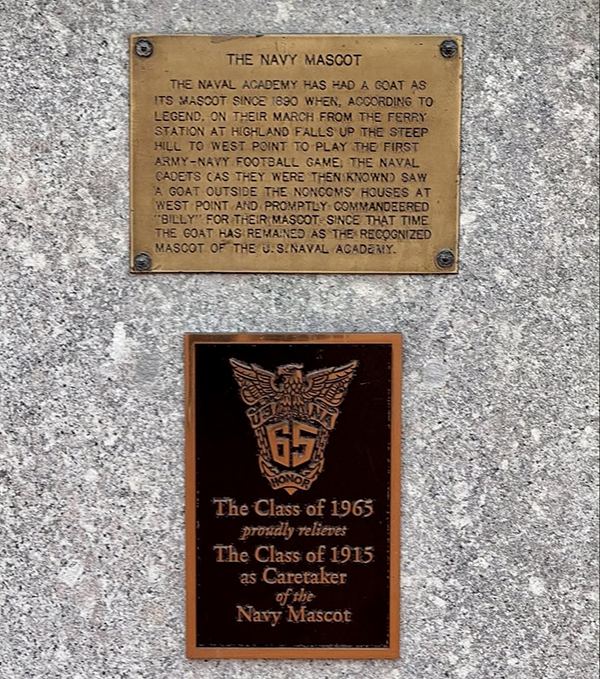 THE NAVY MASCOT
THE NAVAL ACADEMY HAS HAD A GOAT AS
ITS MASCOT SINCE 1890 WHEN, ACCORDING TO
LEGEND, ON THEIR MARCH FROM THE FERRY
STATION AT HIGHLAND FALLS UP THE STEEP
HILL TO WEST POINT TO PLAY THE FIRST
ARMY-NAVY FOOTBALL GAME, THE NAVAL
CADETS (AS THEY WERE THEN KNOWN) SAW
A GOAT OUTSIDE THE NONCOMS' HOUSES AT
WEST POINT AND PROMPTLY COMMANDEERED
"BILLY" FOR THEIR MASCOT. SINCE THAT TIME
THE GOAT HAS REMAINED AS THE RECOGNIZED
MASCOT OF THE U.S. NAVAL ACADEMY.
USNA
65
HONOR
The Class of 1965
proudly relieves
The Class of 1915
as Caretaker
of the
Navy Mascot